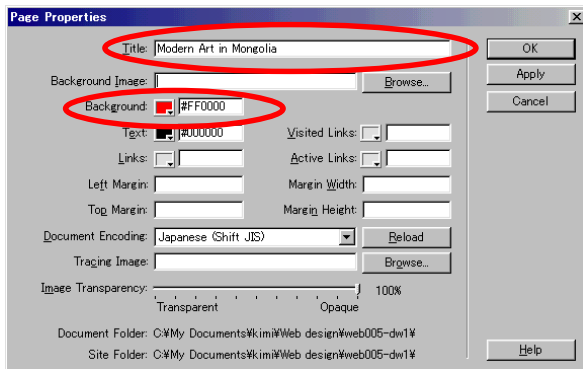 Page Properties
Title: Modern Art in Mongolia OK
Background Image: Browse... Apply
Background: #FF0000 Cancel
Text: #000000 Visited Links:
Links: Active Links:
Left Margin: Margin Width:
Top Margin: Margin Height:
Document Encoding: Japanese (Shift JIS) Reload
Tracing Image: Browse...
Image Transparency: 100%
Transparent Opaque
Document Folder: C:¥My Documents¥kimi¥Web design¥web005-dw1¥
Site Folder: C:¥My Documents¥kimi¥Web design¥web005-dw1¥ Help